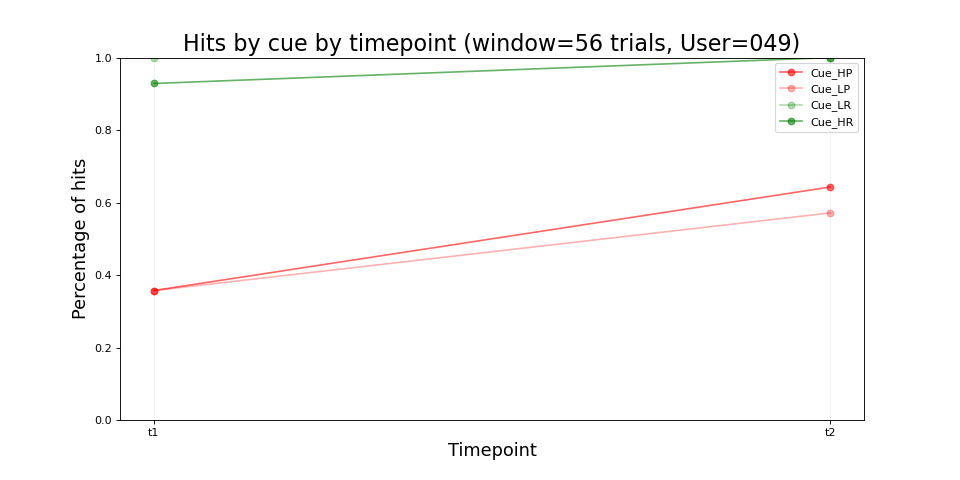 Hits by cue by timepoint (window=56 trials, User=049)
Percentage of hits
1.0
0.8
0.6
0.4
0.2
0.0
Cue_HP
Cue_LP
Cue_LR
Cue_HR
t1
t2
Timepoint